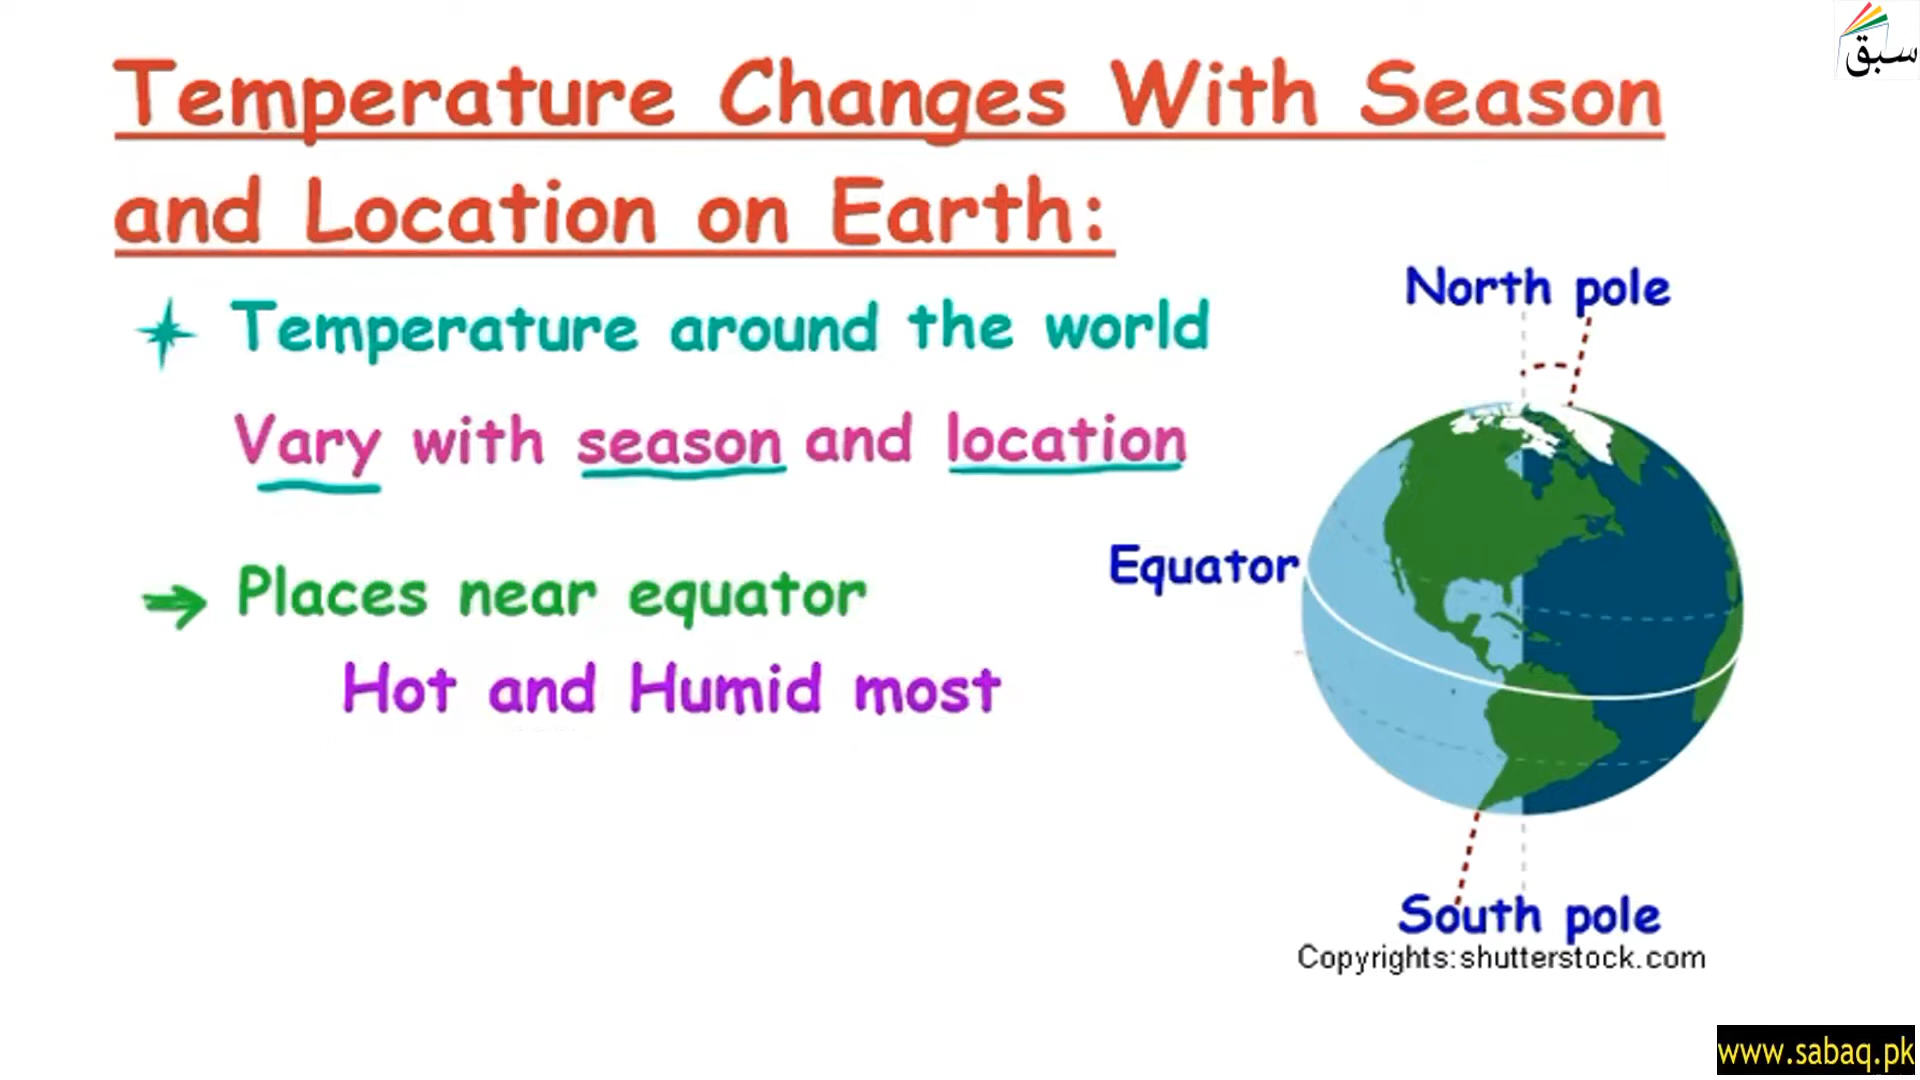 سبق
Temperature Changes With Season
and Location on Earth:
Temperature around the world
Vary with season and location
Places near equator
Hot and Humid most
North pole
Equator
South pole
Copyrights:shutterstock.com
www.sabaq.pk